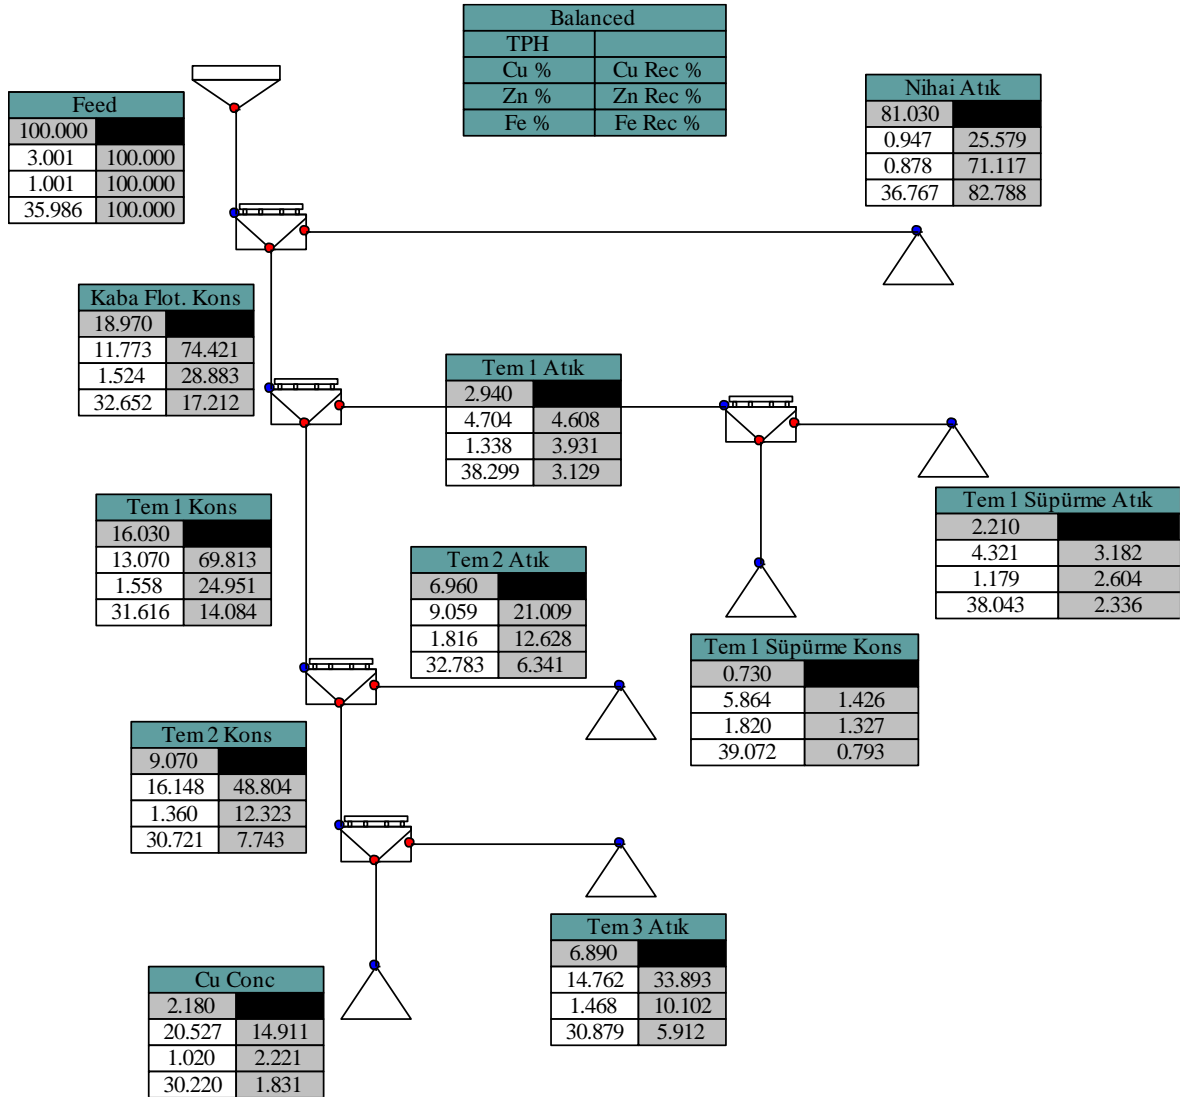 Balanced
TPH
Cu % Cu Rec %
Zn % Zn Rec %
Fe % Fe Rec %
Feed
100.000
3.001 100.000
1.001 100.000
35.986 100.000
Nihai Atık
81.030
0.947 25.579
0.878 71.117
36.767 82.788
Kaba Flot. Kons
18.970
11.773 74.421
1.524 28.883
32.652 17.212
Tem 1 Atık
2.940
4.704 4.608
1.338 3.931
38.299 3.129
Tem 1 Kons
16.030
13.070 69.813
1.558 24.951
31.616 14.084
Tem 2 Atık
6.960
9.059 21.009
1.816 12.628
32.783 6.341
Tem 1 Süpürme Atık
2.210
4.321 3.182
1.179 2.604
38.043 2.336
Tem 1 Süpürme Kons
0.730
5.864 1.426
1.820 1.327
39.072 0.793
Tem 2 Kons
9.070
16.148 48.804
1.360 12.323
30.721 7.743
Tem 3 Atık
6.890
14.762 33.893
1.468 10.102
30.879 5.912
Cu Conc
2.180
20.527 14.911
1.020 2.221
30.220 1.831